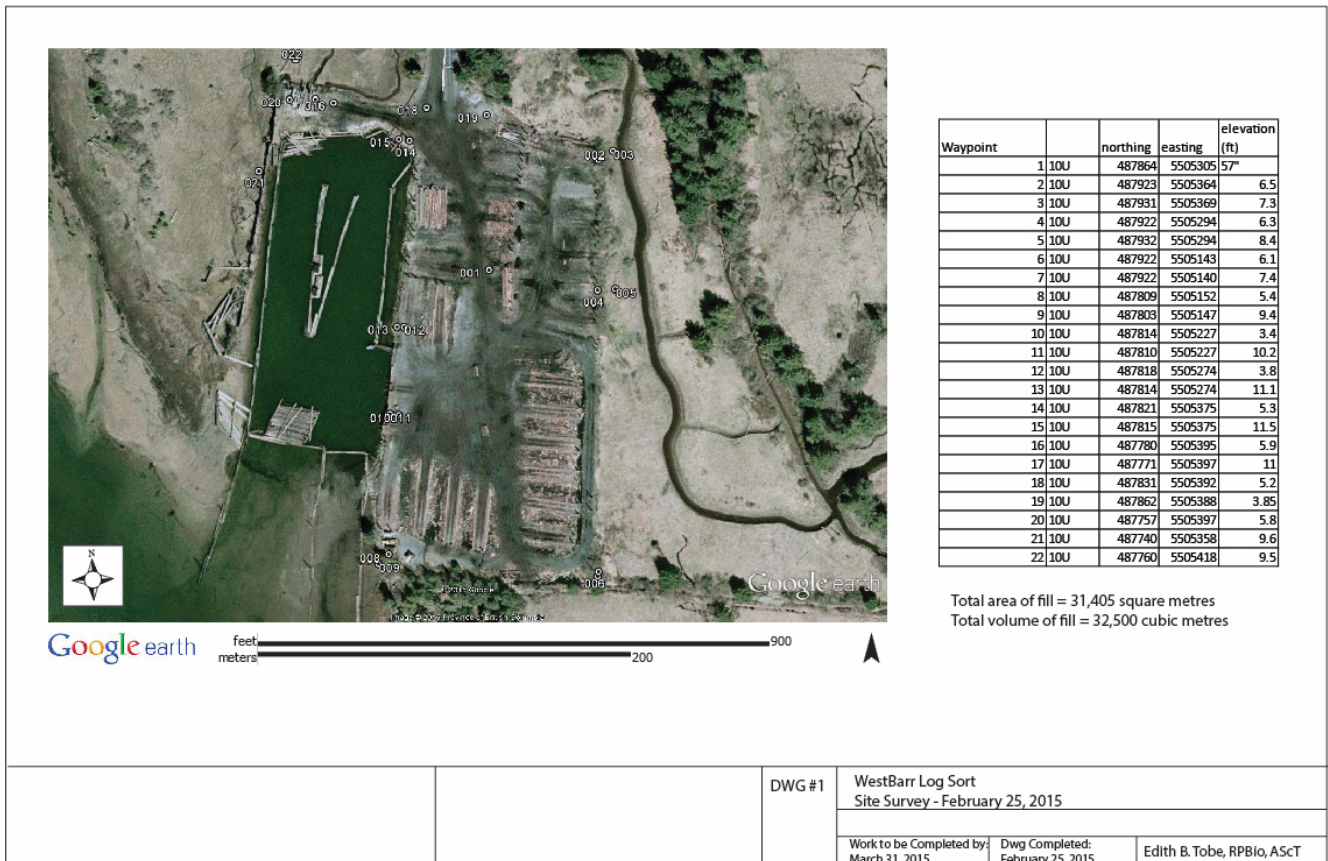 022
020
016
018
019
015
014
002 003
021
001
004
005
013
012
010011
008
009
006
N
Google earth
Google earth
feet 900
meters 200
Waypoint northing easting elevation (ft)
1 10U 487864 5505305 57"
2 10U 487923 5505364 6.5
3 10U 487931 5505369 7.3
4 10U 487922 5505294 6.3
5 10U 487932 5505294 8.4
6 10U 487922 5505143 6.1
7 10U 487922 5505140 7.4
8 10U 487809 5505152 5.4
9 10U 487803 5505147 9.4
10 10U 487814 5505227 3.4
11 10U 487810 5505227 10.2
12 10U 487818 5505274 3.8
13 10U 487814 5505274 11.1
14 10U 487821 5505375 5.3
15 10U 487815 5505375 11.5
16 10U 487780 5505395 5.9
17 10U 487771 5505397 11
18 10U 487831 5505392 5.2
19 10U 487862 5505388 3.85
20 10U 487757 5505397 5.8
21 10U 487740 5505358 9.6
22 10U 487760 5505418 9.5
Total area of fill = 31,405 square metres
Total volume of fill = 32,500 cubic metres
DWG #1
WestBarr Log Sort
Site Survey - February 25, 2015
Work to be Completed by:
March 31, 2015
Dwg Completed:
February 25, 2015
Edith B. Tobe, RPBio, AScT